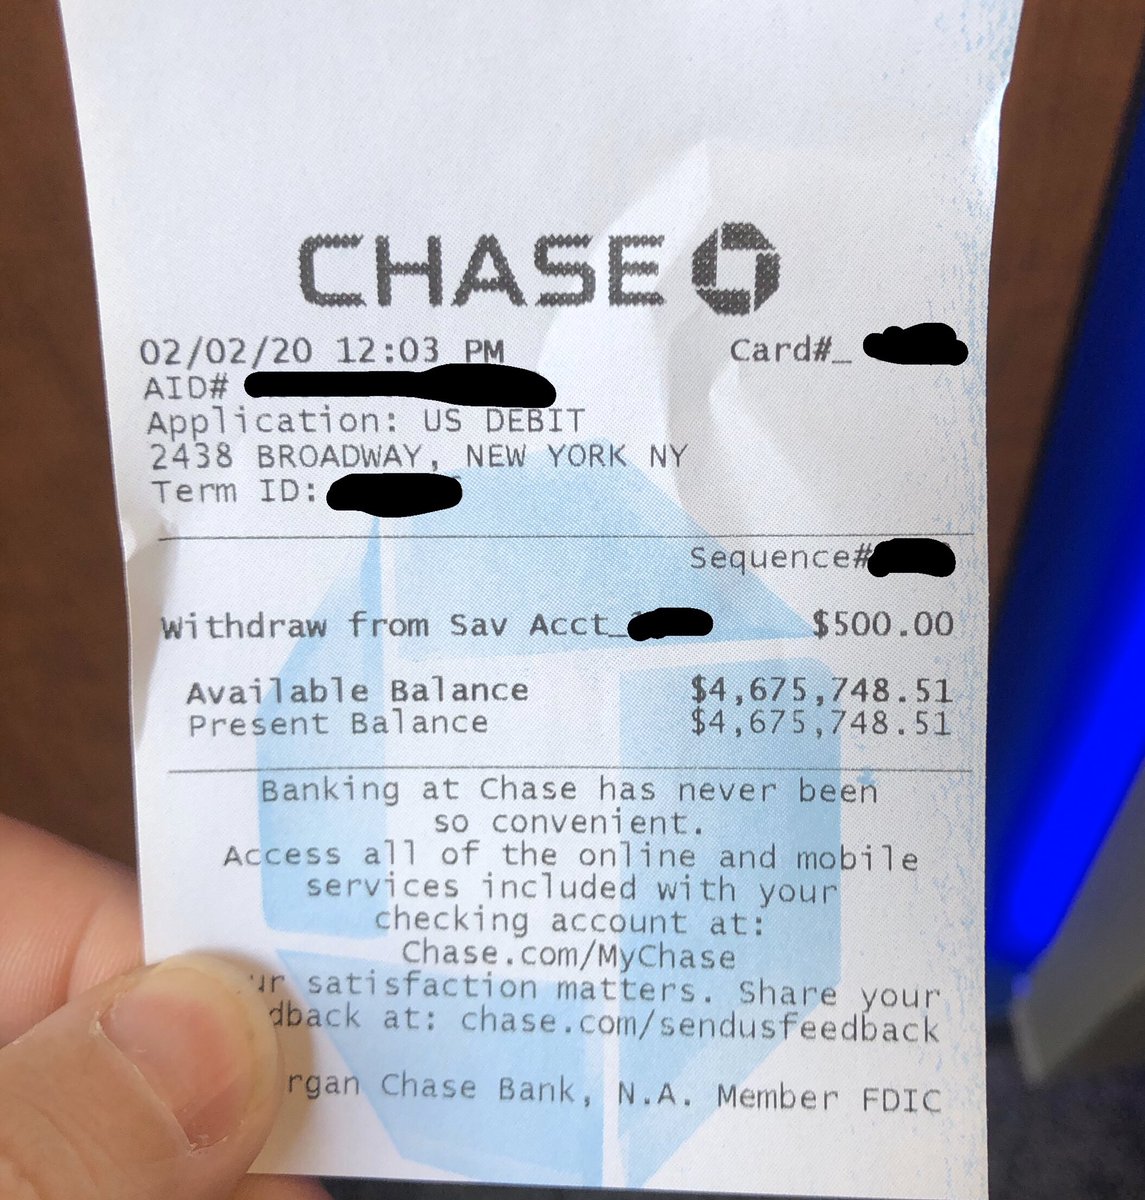 CHASE
02/02/20 12:03 PM Card#_
AID#
Application: US DEBIT
2438 BROADWAY, NEW YORK NY
Term ID:
Sequence#
Withdraw from Sav Acct_ $500.00
Available Balance $4,675,748.51
Present Balance $4,675,748.51
Banking at Chase has never been
so convenient.
Access all of the online and mobile
services included with your
checking account at:
Chase.com/MyChase
satisfaction matters. Share your
at: chase.com/sendusfeedback
Chase Bank, N.A. Member FDIC